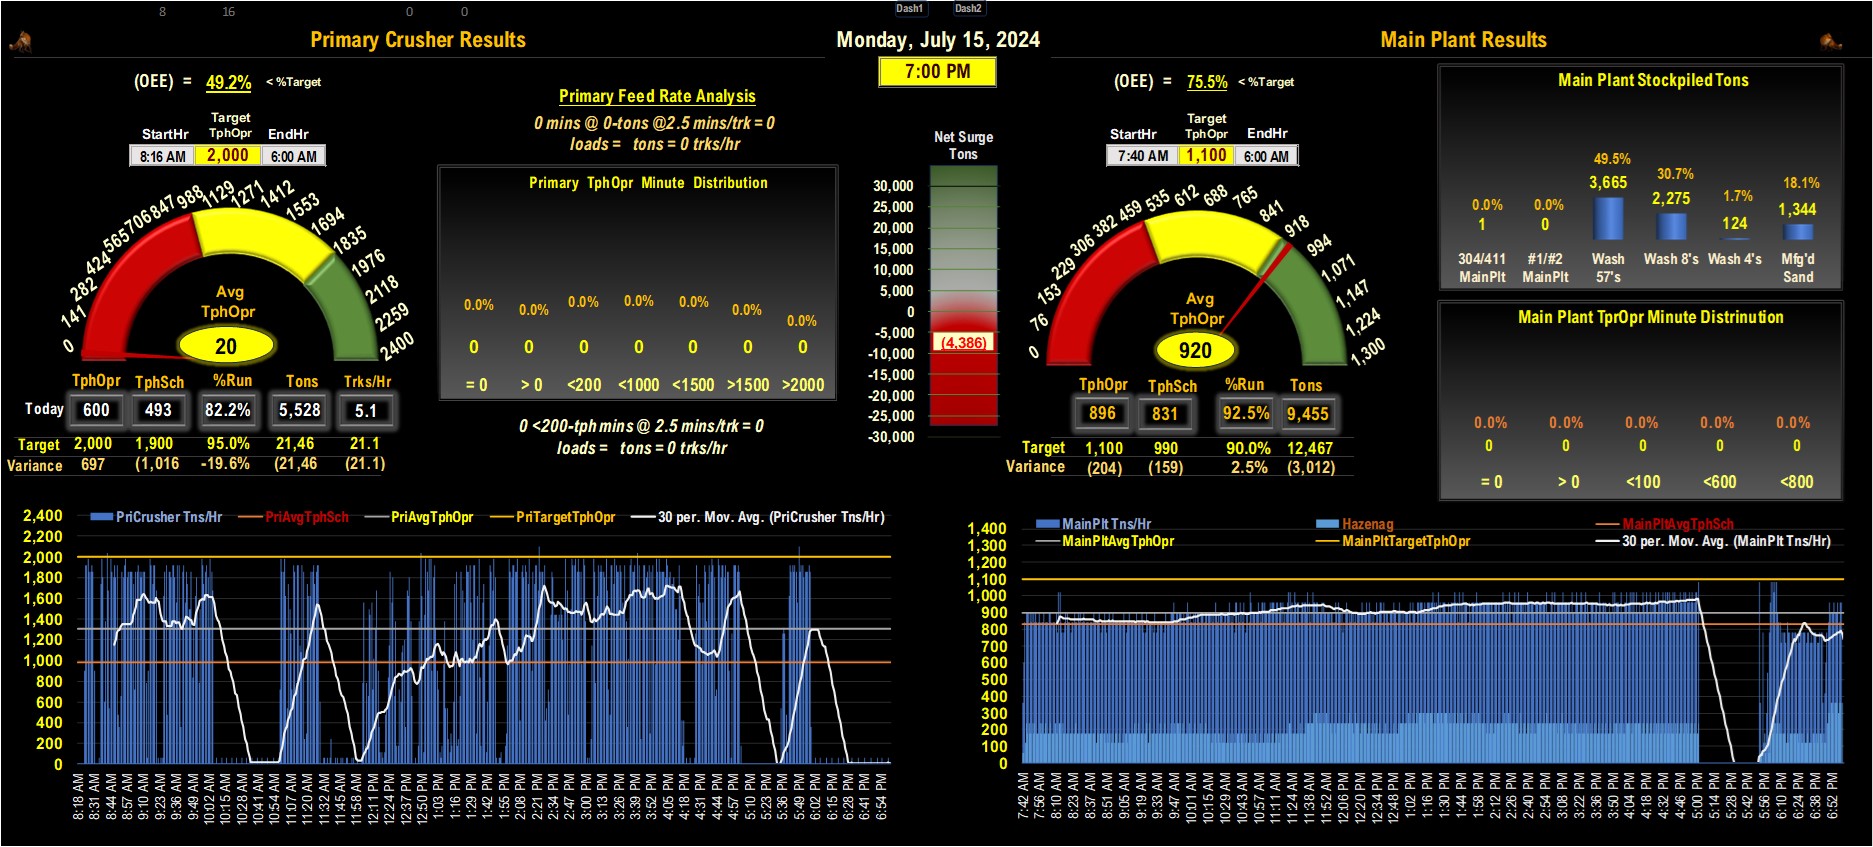 8 16 0 0 Dash1 Dash2
Primary Crusher Results
Monday, July 15, 2024
Main Plant Results
7:00 PM
(OEE) = 49.2% < %Target
Target
StartHr TphOpr EndHr
8:16 AM 2,000 6:00 AM
0 141 282 424 565 706 847 988 1129 1271 1412 1553 1694 1835 1976 2118 2259 2400
Avg
TphOpr
20
TphOpr TphSch %Run Tons Trks/Hr
Today 600 493 82.2% 5,528 5.1
Target 2,000 1,900 95.0% 21,46 21.1
Variance 697 (1,016 -19.6% (21,46 (21.1)
Primary Feed Rate Analysis
0 mins @ 0-tons @2.5 mins/trk = 0
loads = tons = 0 trks/hr
Primary TphOpr Minute Distribution
0.0% 0.0% 0.0% 0.0% 0.0% 0.0% 0.0%
0 0 0 0 0 0 0
= 0 > 0 <200 <1000 <1500 >1500 >2000
0 <200-tph mins @ 2.5 mins/trk = 0
loads = tons = 0 trks/hr
Net Surge
Tons
30,000
25,000
20,000
15,000
10,000
5,000
0
-5,000
(4,386)
-10,000
-15,000
-20,000
-25,000
-30,000
(OEE) = 75.5% < %Target
Target
StartHr TphOpr EndHr
7:40 AM 1,100 6:00 AM
0 76 153 229 306 382 459 535 612 688 765 841 918 994 1,071 1,147 1,224 1,300
Avg
TphOpr
920
TphOpr TphSch %Run Tons
896 831 92.5% 9,455
Target 1,100 990 90.0% 12,467
Variance (204) (159) 2.5% (3,012)
Main Plant Stockpiled Tons
0.0% 0.0% 49.5% 30.7% 1.7% 18.1%
1 0 3,665 2,275 124 1,344
304/411 #1/#2 Wash Wash 8's Wash 4's Mfg'd
MainPlt MainPlt 57's Sand
Main Plant TprOpr Minute Distrinution
0.0% 0.0% 0.0% 0.0% 0.0%
0 0 0 0 0
= 0 > 0 <100 <600 <800
PriCrusher Tns/Hr PriAvgTphSch PriAvgTphOpr PriTargetTphOpr 30 per. Mov. Avg. (PriCrusher Tns/Hr)
2,400
2,200
2,000
1,800
1,600
1,400
1,200
1,000
800
600
400
200
0
8:18 AM 8:31 AM 8:44 AM 8:57 AM 9:10 AM 9:23 AM 9:36 AM 9:49 AM 10:02 AM 10:15 AM 10:28 AM 10:41 AM 10:54 AM 11:07 AM 11:20 AM 11:32 AM 11:45 AM 11:58 AM 12:11 PM 12:24 PM 12:37 PM 12:50 PM 1:03 PM 1:16 PM 1:29 PM 1:42 PM 1:55 PM 2:08 PM 2:21 PM 2:34 PM 2:47 PM 3:00 PM 3:13 PM 3:26 PM 3:39 PM 3:52 PM 4:05 PM 4:18 PM 4:31 PM 4:44 PM 4:57 PM 5:10 PM 5:23 PM 5:36 PM 5:49 PM 6:02 PM 6:15 PM 6:28 PM 6:41 PM 6:54 PM
MainPlt Tns/Hr Hazenag MainPltAvgTphSch
MainPltAvgTphOpr MainPltTargetTphOpr 30 per. Mov. Avg. (MainPlt Tns/Hr)
1,400
1,300
1,200
1,100
1,000
900
800
700
600
500
400
300
200
100
0
7:42 AM 7:56 AM 8:10 AM 8:23 AM 8:37 AM 8:51 AM 9:05 AM 9:19 AM 9:33 AM 9:47 AM 10:01 AM 10:15 AM 10:29 AM 10:43 AM 10:57 AM 11:11 AM 11:24 AM 11:38 AM 11:52 AM 12:06 PM 12:20 PM 12:34 PM 12:48 PM 1:02 PM 1:16 PM 1:30 PM 1:44 PM 1:58 PM 2:12 PM 2:26 PM 2:40 PM 2:54 PM 3:08 PM 3:22 PM 3:36 PM 3:50 PM 4:04 PM 4:18 PM 4:32 PM 4:46 PM 5:00 PM 5:14 PM 5:28 PM 5:42 PM 5:56 PM 6:10 PM 6:24 PM 6:38 PM 6:52 PM